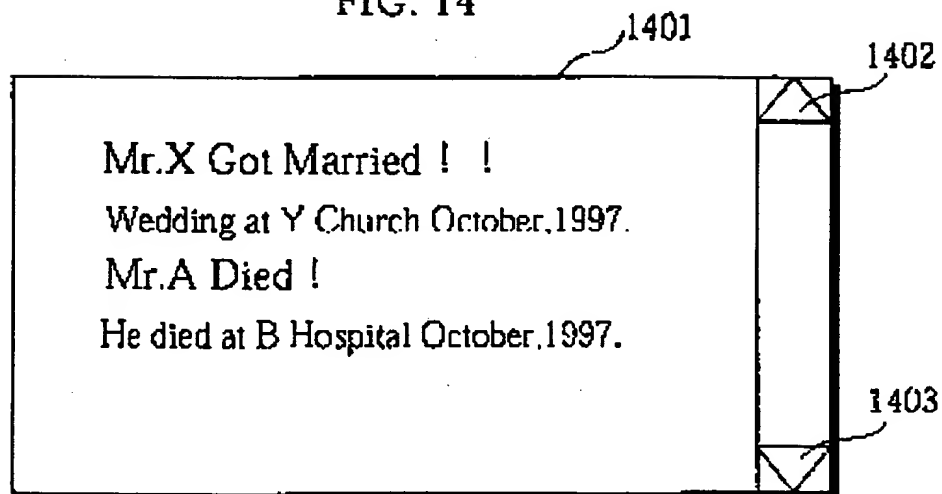 FIG. 14
1401
1402
Mr.X Got Married ! !
Wedding at Y Church October,1997.
Mr.A Died !
He died at B Hospital October,1997.
1403